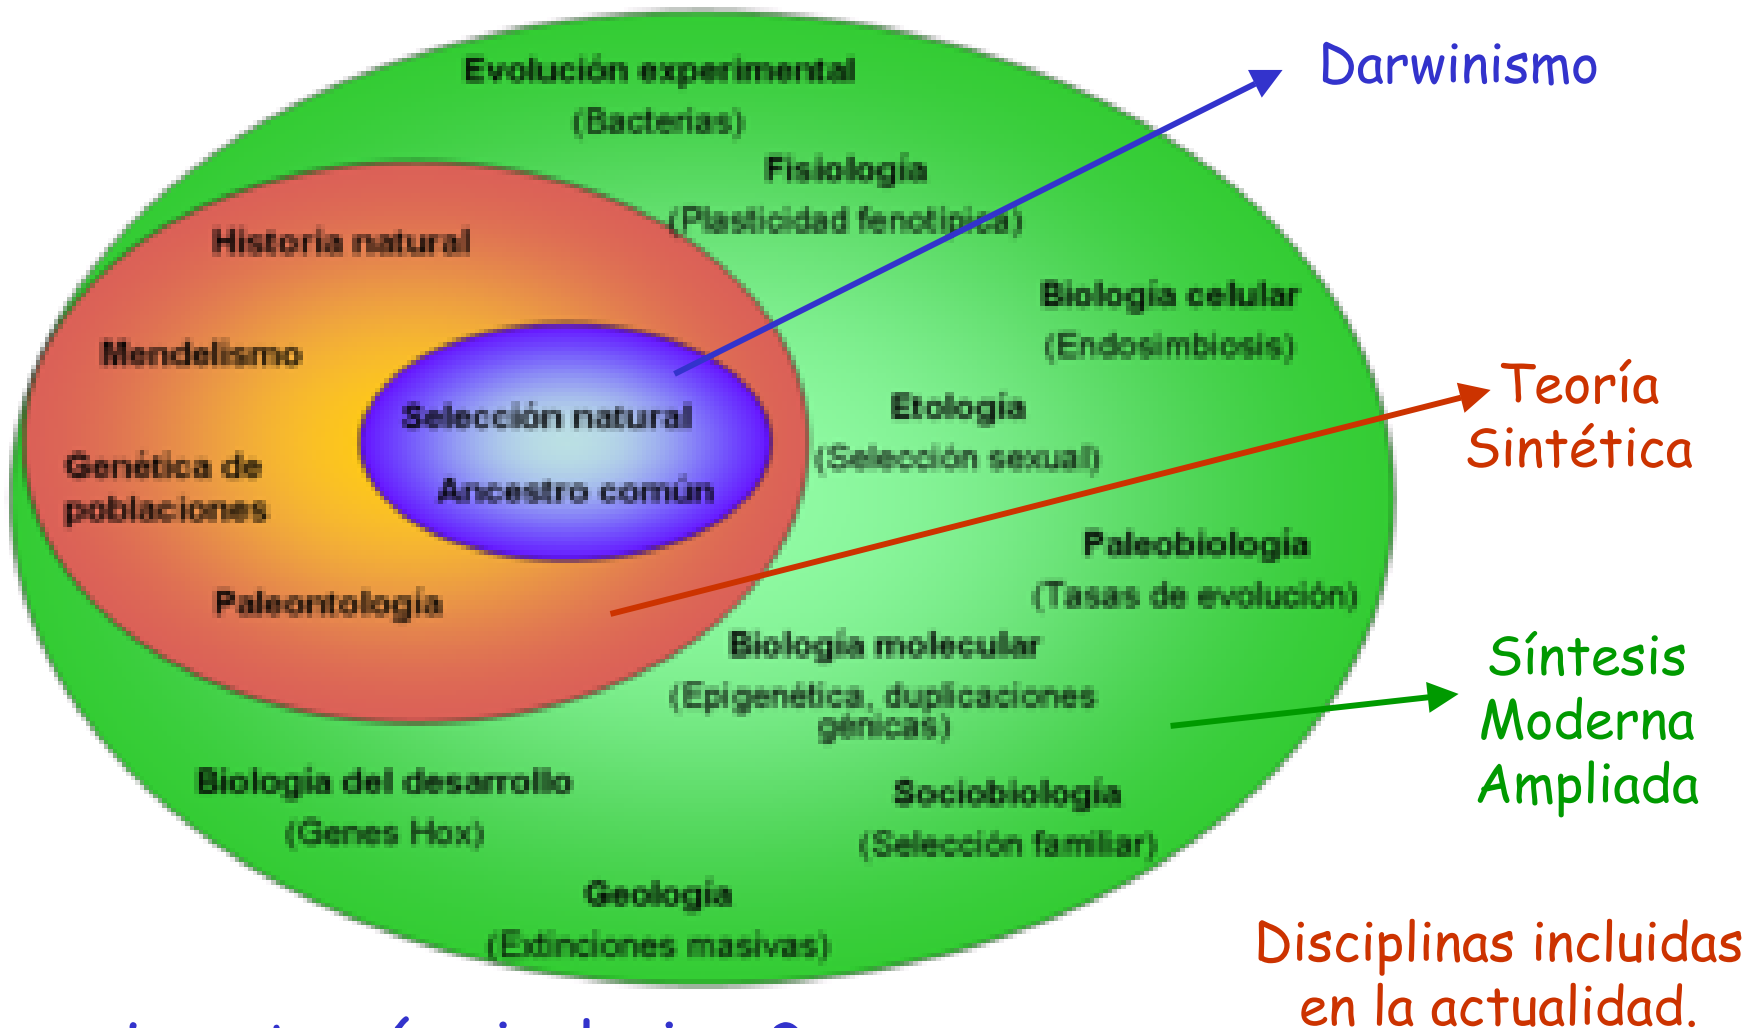 Evolución experimental
(Bacterias)
Darwinismo
Fisiología
(Plasticidad fenotípica)
Historia natural
Biología celular
(Endosimbiosis)
Mendelismo
Teoría
Sintética
Etología
(Selección sexual)
Selección natural
Ancestro común
Genética de
poblaciones
Paleobiología
(Tasas de evolución)
Paleontología
Biología molecular
(Epigenética, duplicaciones
génicas)
Síntesis
Moderna
Ampliada
Biología del desarrollo
(Genes Hox)
Sociobiología
(Selección familiar)
Geología
(Extinciones masivas)
Disciplinas incluidas
en la actualidad.